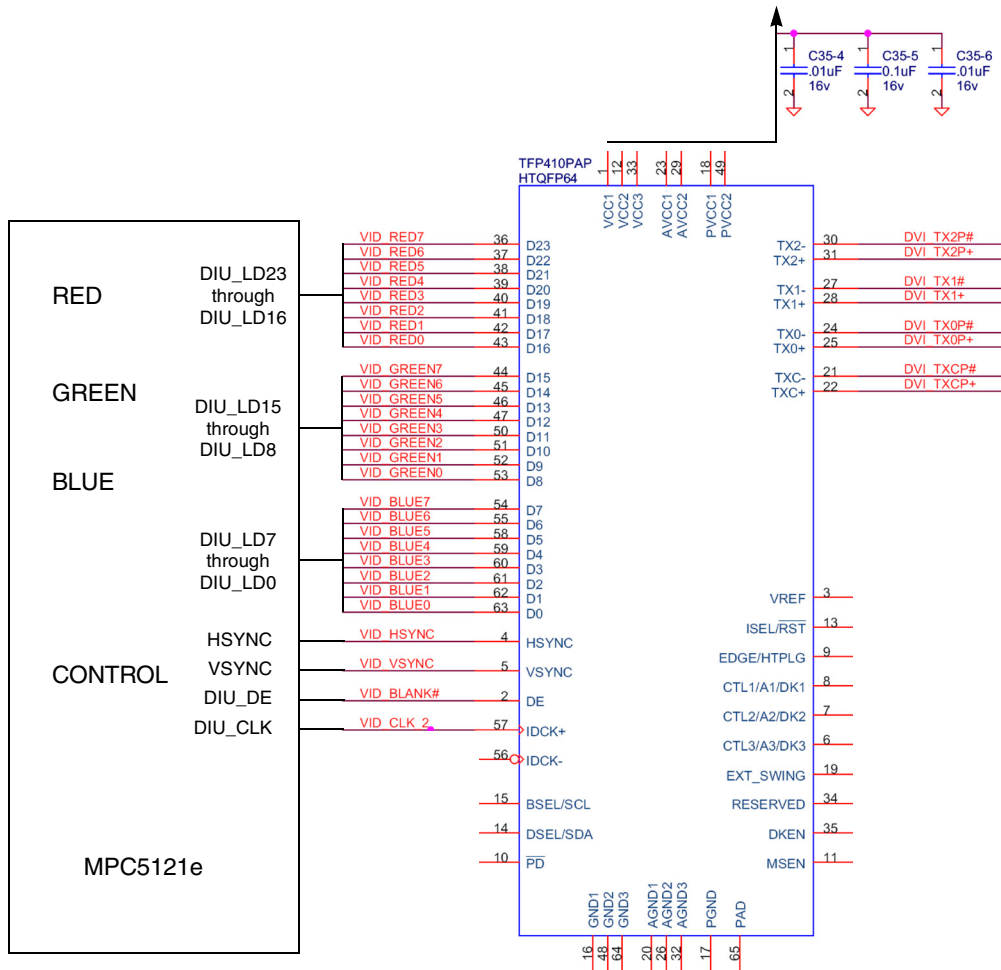 1
C35-4
.01uF
16v
2
1
C35-5
0.1uF
16v
2
1
C35-6
.01uF
16v
2
TFP410PAP
HTQFP64
1
12
33
23
29
18
49
VCC1
VCC2
VCC3
AVCC1
AVCC2
PVCC1
PVCC2
RED
DIU_LD23
through
DIU_LD16
GREEN
DIU_LD15
through
DIU_LD8
BLUE
DIU_LD7
through
DIU_LD0
CONTROL
HSYNC
VSYNC
DIU_DE
DIU_CLK
MPC5121e
VID_RED7 36 D23
VID_RED6 37 D22
VID_RED5 38 D21
VID_RED4 39 D20
VID_RED3 40 D19
VID_RED2 41 D18
VID_RED1 42 D17
VID_RED0 43 D16
VID_GREEN7 44 D15
VID_GREEN6 45 D14
VID_GREEN5 46 D13
VID_GREEN4 47 D12
VID_GREEN3 50 D11
VID_GREEN2 51 D10
VID_GREEN1 52 D9
VID_GREEN0 53 D8
VID_BLUE7 54 D7
VID_BLUE6 55 D6
VID_BLUE5 58 D5
VID_BLUE4 59 D4
VID_BLUE3 60 D3
VID_BLUE2 61 D2
VID_BLUE1 62 D1
VID_BLUE0 63 D0
VID_HSYNC 4 HSYNC
VID_VSYNC 5 VSYNC
VID_BLANK# 2 DE
VID_CLK_2 57 IDCK+
56 IDCK-
15 BSEL/SCL
14 DSEL/SDA
10 PD
TX2- 30 DVI_TX2P#
TX2+ 31 DVI_TX2P+
TX1- 27 DVI_TX1#
TX1+ 28 DVI_TX1+
TX0- 24 DVI_TX0P#
TX0+ 25 DVI_TX0P+
TXC- 21 DVI_TXCP#
TXC+ 22 DVI_TXCP+
VREF 3
ISEL/RST 13
EDGE/HTPLG 9
CTL1/A1/DK1 8
CTL2/A2/DK2 7
CTL3/A3/DK3 6
EXT_SWING 19
RESERVED 34
DKEN 35
MSEN 11
GND1
GND2
GND3
AGND1
AGND2
AGND3
PGND
PAD
16
48
64
20
26
32
17
65